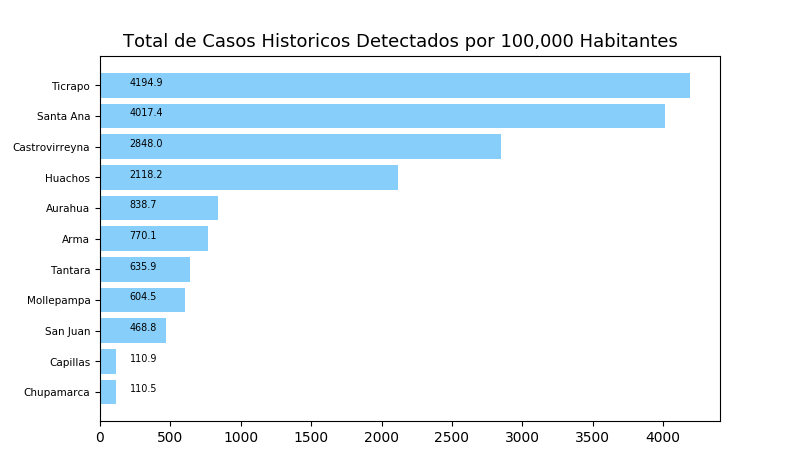 Total de Casos Historicos Detectados por 100,000 Habitantes
Ticrapo 4194.9
Santa Ana 4017.4
Castrovirreyna 2848.0
Huachos 2118.2
Aurahua 838.7
Arma 770.1
Tantara 635.9
Mollepampa 604.5
San Juan 468.8
Capillas 110.9
Chupamarca 110.5
0 500 1000 1500 2000 2500 3000 3500 4000